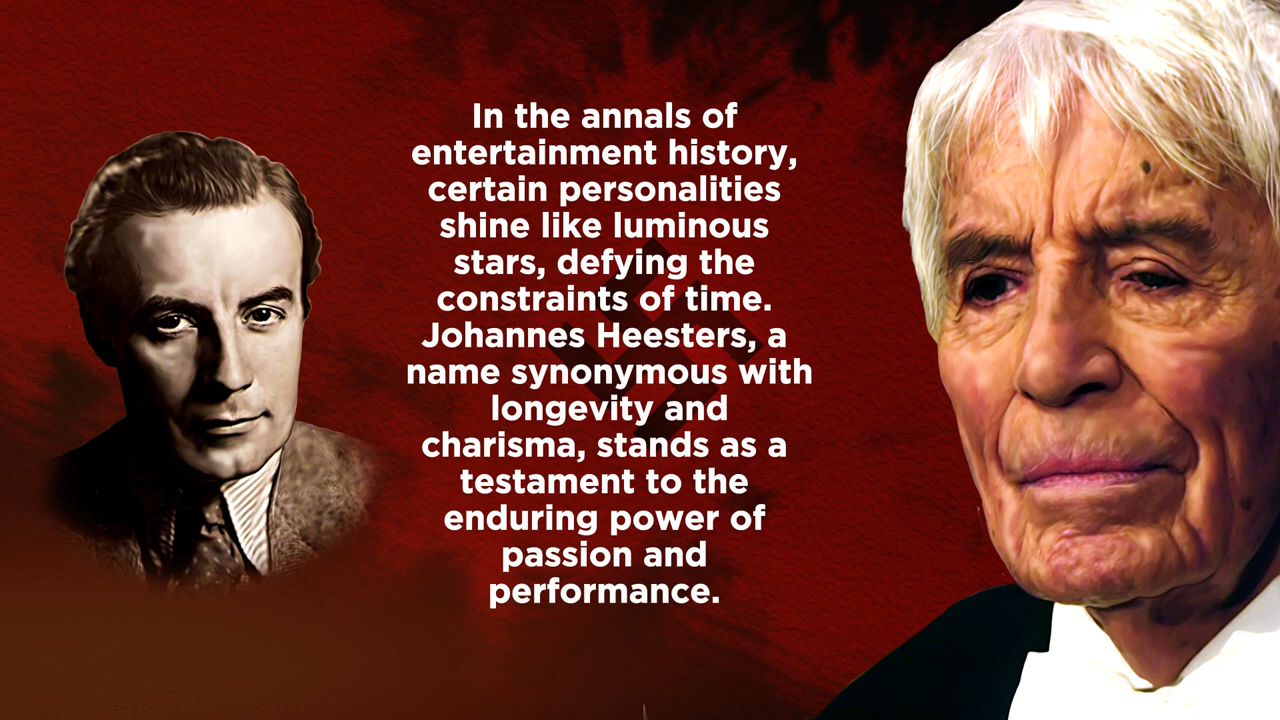 In the annals of
entertainment history,
certain personalities
shine like luminous
stars, defying the
constraints of time.
Johannes Heesters, a
name synonymous with
longevity and
charisma, stands as a
testament to the
enduring power of
passion and
performance.